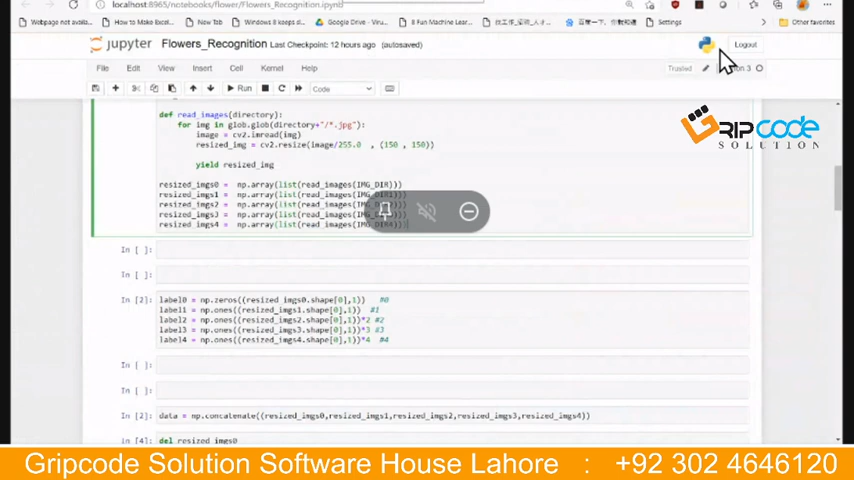 localhost:8965/notebooks/flower/Flowers_Recognition.ipynb
Webpage not availa... How to Make Excel... New Tab Windows 8 keeps di... Google Drive - Virtu... 8 Fun Machine Lear... Settings Other favorites
jupyter Flowers_Recognition Last Checkpoint: 12 hours ago (autosaved) Logout
File Edit View Insert Cell Kernel Help Trusted 3
Run Code
GRIPCODE
SOLUTION
def read_images(directory):
for img in glob.glob(directory+"/*.jpg"):
image = cv2.imread(img)
resized_img = cv2.resize(image/255.0 , (150 , 150))
yield resized_img
resized_imgs0 = np.array(list(read_images(IMG_DIR)))
resized_imgs1 = np.array(list(read_images(
resized_imgs2 = np.array(list(read_images(
resized_imgs3 = np.array(list(read_images(
resized_imgs4 = np.array(list(read_images(IMG_DIR4)))
In [ ]:
In [ ]:
In [2]: label0 = np.zeros((resized_imgs0.shape[0],1)) #0
label1 = np.ones((resized_imgs1.shape[0],1)) #1
label2 = np.ones((resized_imgs2.shape[0],1))*2 #2
label3 = np.ones((resized_imgs3.shape[0],1))*3 #3
label4 = np.ones((resized_imgs4.shape[0],1))*4 #4
In [ ]:
In [ ]:
In [2]: data = np.concatenate((resized_imgs0,resized_imgs1,resized_imgs2,resized_imgs3,resized_imgs4))
In [4]: del resized_imgs0
Gripcode Solution Software House Lahore : +92 302 4646120